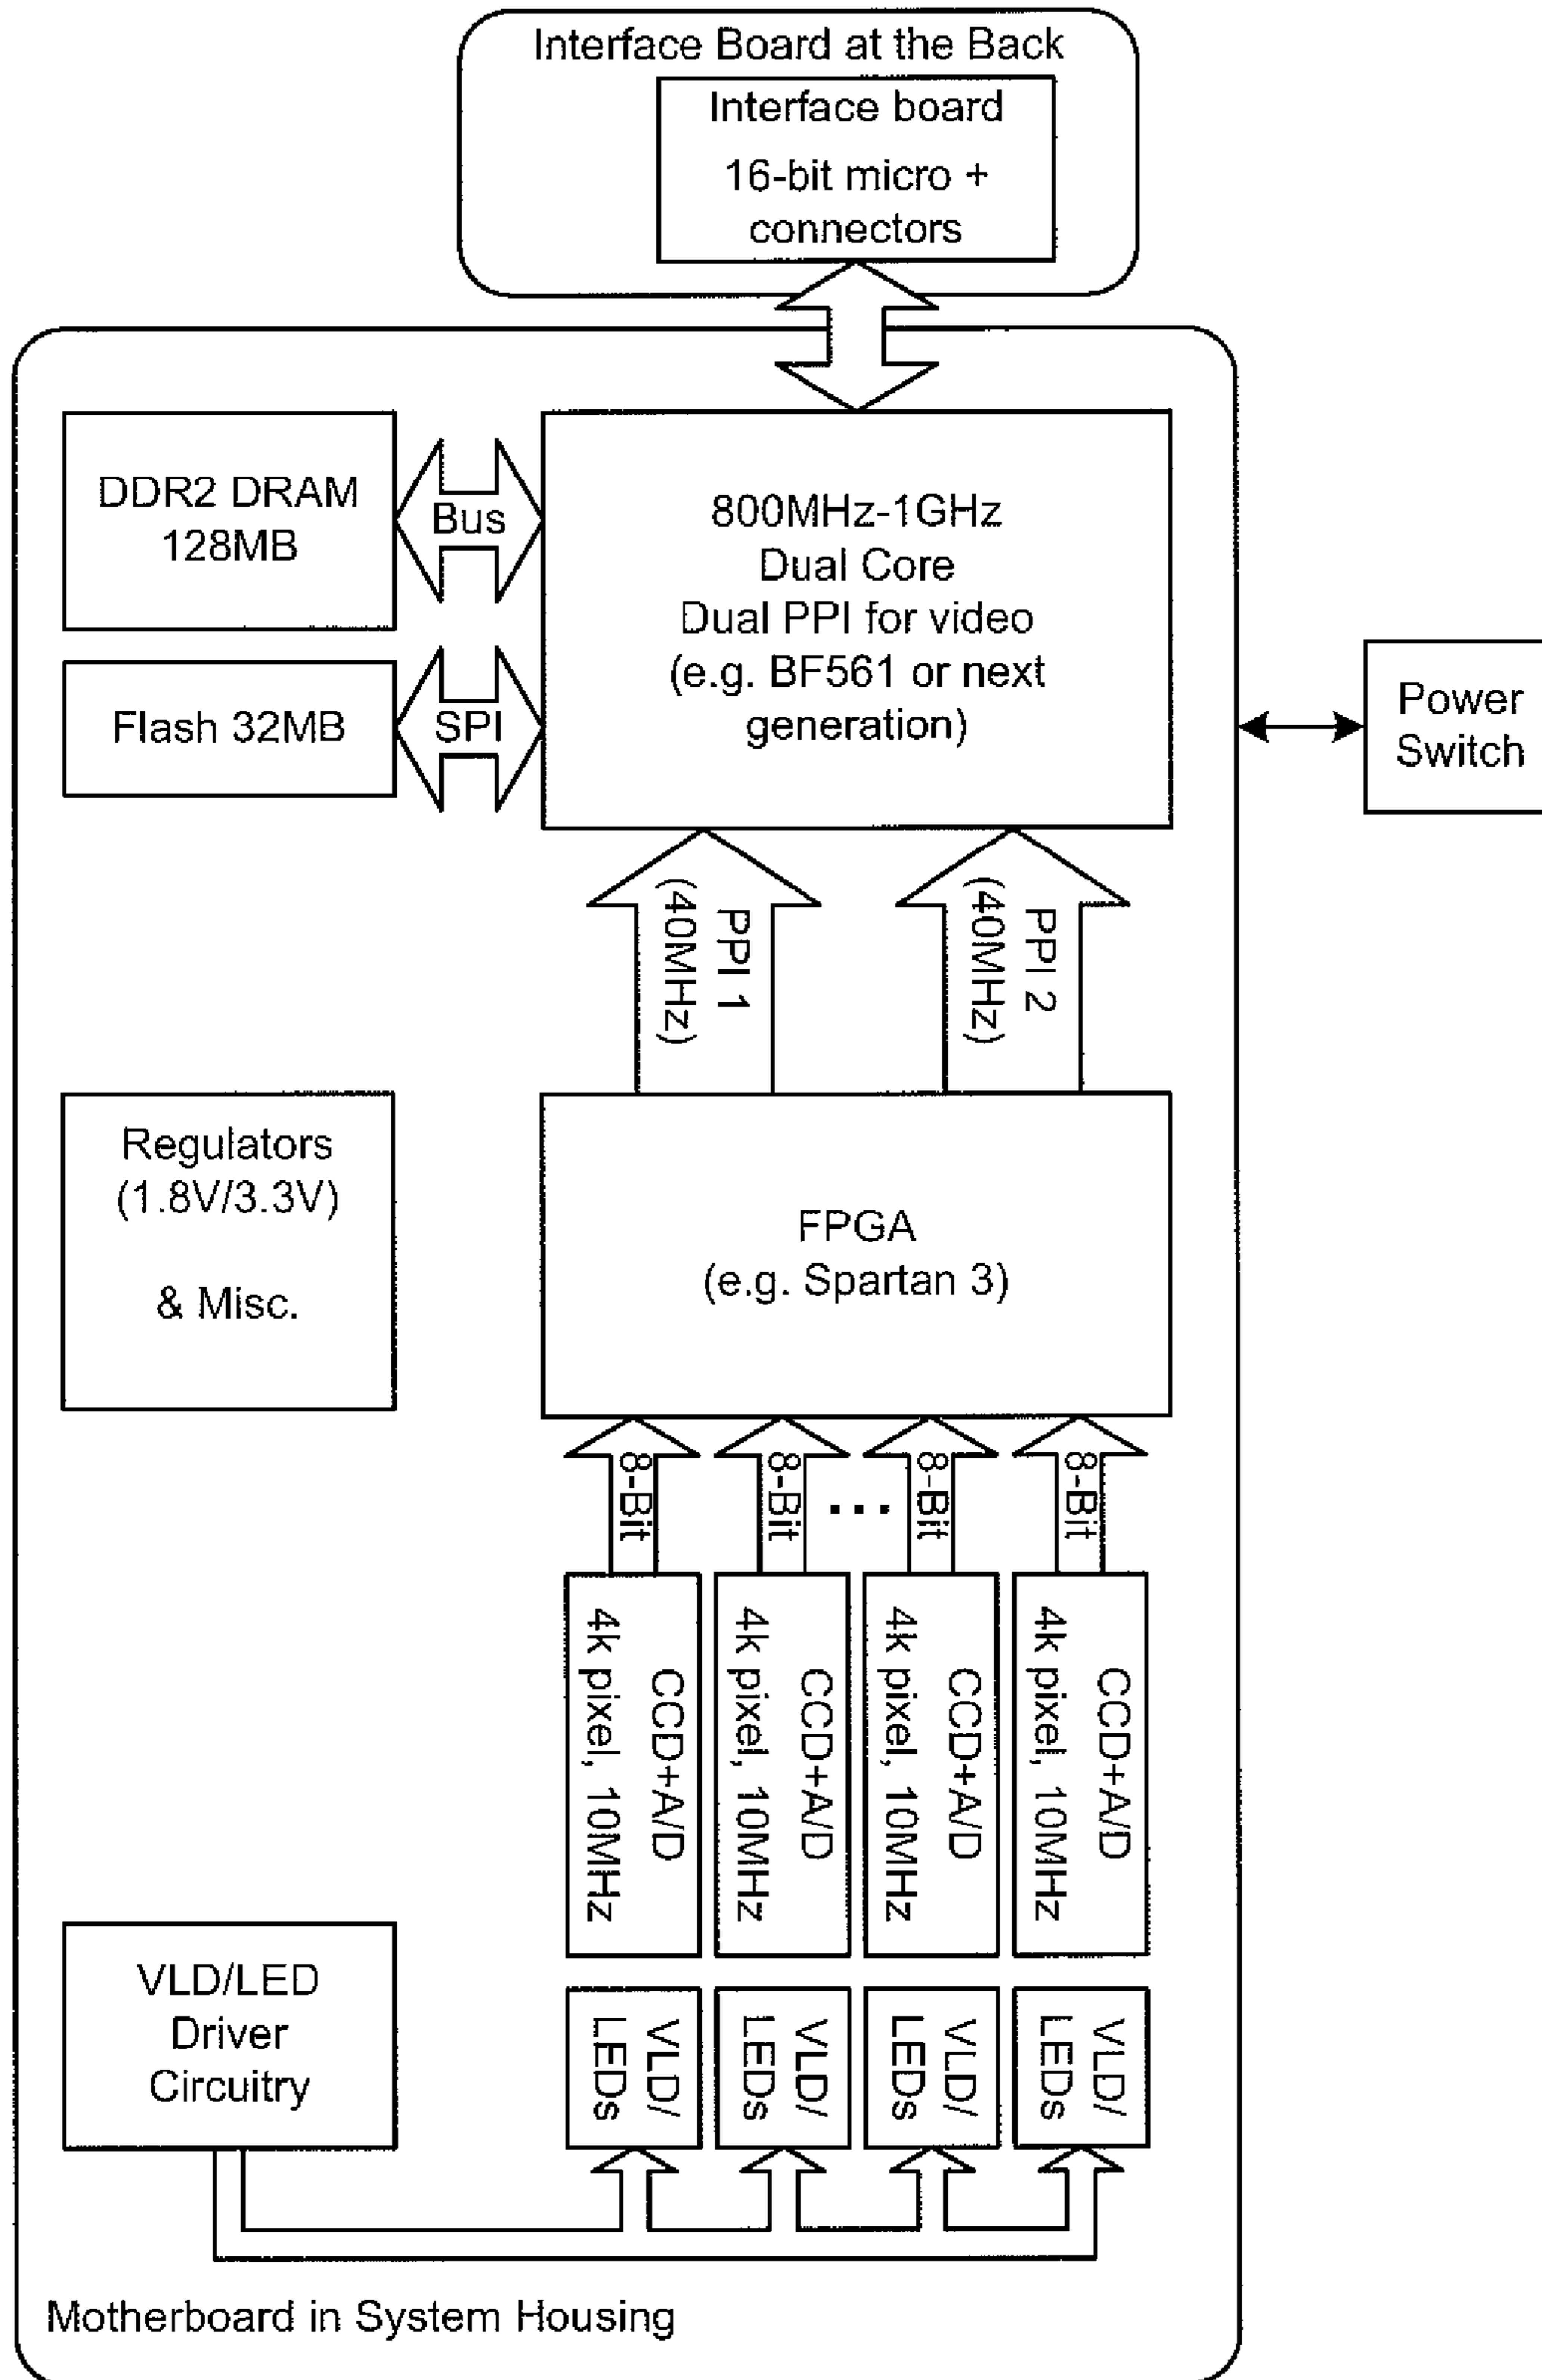 Interface Board at the Back
Interface board
16-bit micro +
connectors
DDR2 DRAM
128MB
Bus
800MHz-1GHz
Dual Core
Dual PPI for video
(e.g. BF561 or next
generation)
Flash 32MB
SPI
Power
Switch
PPI 1
(40MHz)
PPI 2
(40MHz)
Regulators
(1.8V/3.3V)
& Misc.
FPGA
(e.g. Spartan 3)
8-Bit
8-Bit
...
8-Bit
8-Bit
CCD+A/D
4k pixel, 10MHz
CCD+A/D
4k pixel, 10MHz
CCD+A/D
4k pixel, 10MHz
CCD+A/D
4k pixel, 10MHz
VLD/LED
Driver
Circuitry
VLD/
LEDs
VLD/
LEDs
VLD/
LEDs
VLD/
LEDs
Motherboard in System Housing